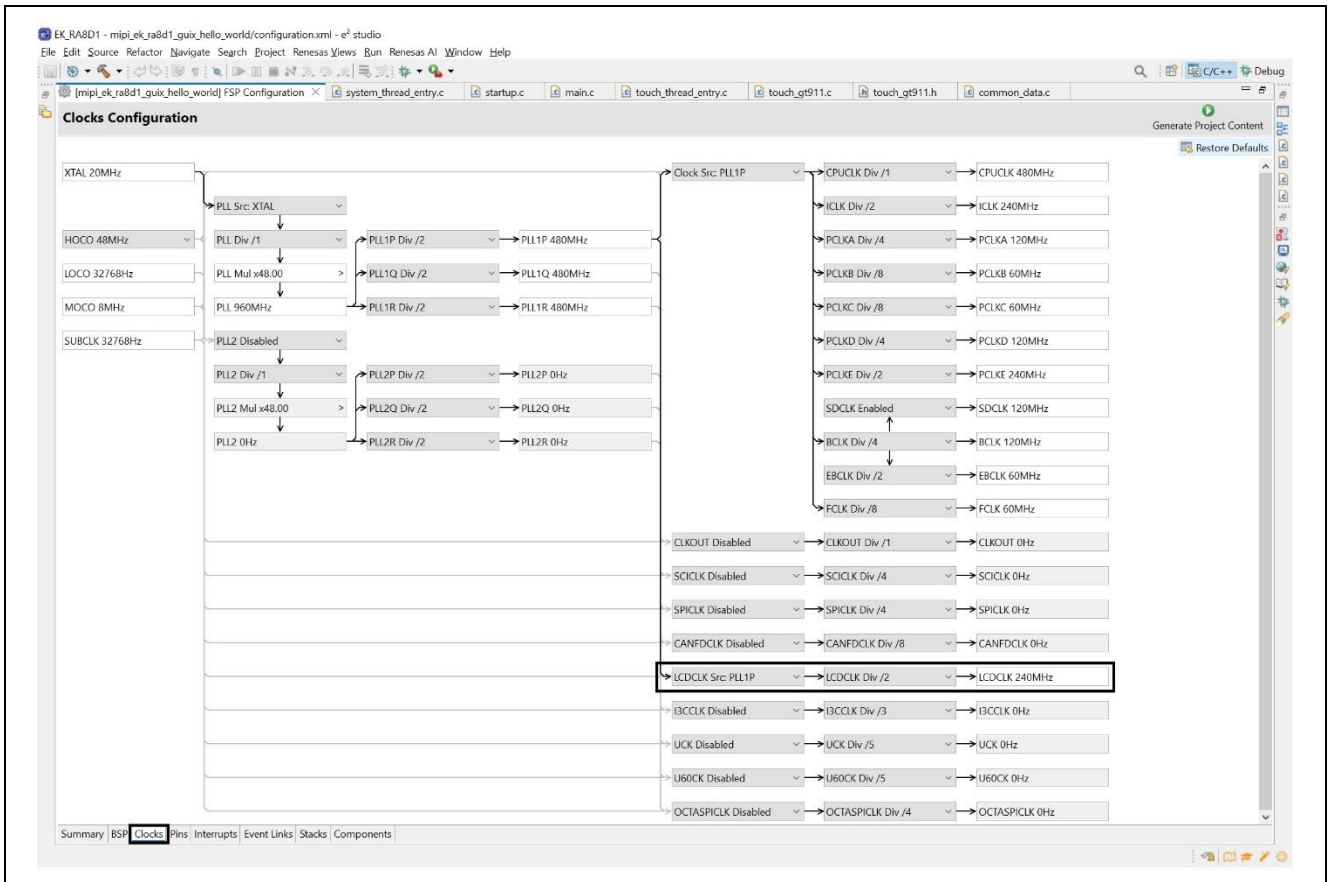 EK_RA8D1 - mipi_ek_ra8d1_guix_hello_world/configuration.xml - e² studio
File Edit Source Refactor Navigate Search Project Renesas Views Run Renesas AI Window Help
C/C++ Debug
[mipi_ek_ra8d1_guix_hello_world] FSP Configuration system_thread_entry.c startup.c main.c touch_thread_entry.c touch_gt911.c touch_gt911.h common_data.c
Clocks Configuration
Generate Project Content
Restore Defaults
XTAL 20MHz Clock Src: PLL1P CPUCLK Div /1 CPUCLK 480MHz
PLL Src: XTAL ICLK Div /2 ICLK 240MHz
HOCO 48MHz PLL Div /1 PLL1P Div /2 PLL1P 480MHz PCLKA Div /4 PCLKA 120MHz
LOCO 32768Hz PLL Mul x48.00 > PLL1Q Div /2 PLL1Q 480MHz PCLKB Div /8 PCLKB 60MHz
MOCO 8MHz PLL 960MHz PLL1R Div /2 PLL1R 480MHz PCLKC Div /8 PCLKC 60MHz
SUBCLK 32768Hz PLL2 Disabled PCLKD Div /4 PCLKD 120MHz
PLL2 Div /1 PLL2P Div /2 PLL2P 0Hz PCLKE Div /2 PCLKE 240MHz
PLL2 Mul x48.00 > PLL2Q Div /2 PLL2Q 0Hz SDCLK Enabled SDCLK 120MHz
PLL2 0Hz PLL2R Div /2 PLL2R 0Hz BCLK Div /4 BCLK 120MHz
EBCLK Div /2 EBCLK 60MHz
FCLK Div /8 FCLK 60MHz
CLKOUT Disabled CLKOUT Div /1 CLKOUT 0Hz
SCICLK Disabled SCICLK Div /4 SCICLK 0Hz
SPICLK Disabled SPICLK Div /4 SPICLK 0Hz
CANFDCLK Disabled CANFDCLK Div /8 CANFDCLK 0Hz
LCDCLK Src: PLL1P LCDCLK Div /2 LCDCLK 240MHz
I3CCLK Disabled I3CCLK Div /3 I3CCLK 0Hz
UCK Disabled UCK Div /5 UCK 0Hz
U60CK Disabled U60CK Div /5 U60CK 0Hz
OCTASPICLK Disabled OCTASPICLK Div /4 OCTASPICLK 0Hz
Summary BSP Clocks Pins Interrupts Event Links Stacks Components